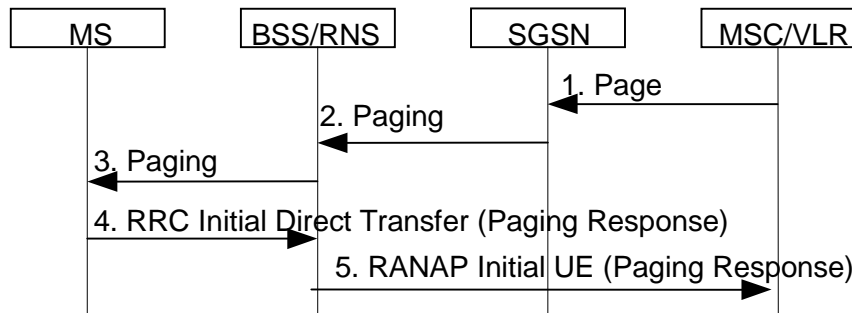 MS BSS/RNS SGSN MSC/VLR
1. Page
2. Paging
3. Paging
4. RRC Initial Direct Transfer (Paging Response)
5. RANAP Initial UE (Paging Response)